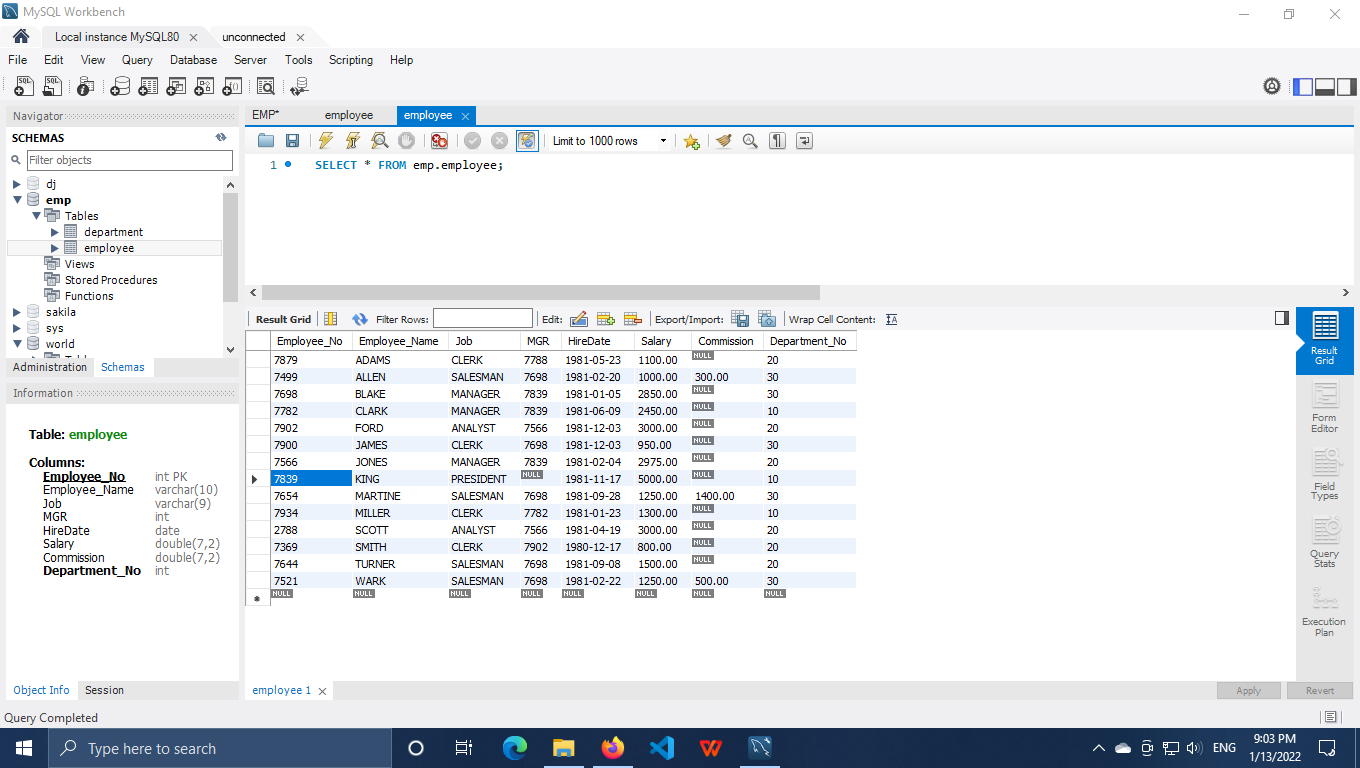 MySQL Workbench
Local instance MySQL80 unconnected
File Edit View Query Database Server Tools Scripting Help
Navigator EMP* employee employee
SCHEMAS
Filter objects
Limit to 1000 rows
1 SELECT * FROM emp.employee;
dj
emp
Tables
department
employee
Views
Stored Procedures
Functions
sakila
sys
world
Administration Schemas
Information
Table: employee
Columns:
Employee_No int PK
Employee_Name varchar(10)
Job varchar(9)
MGR int
HireDate date
Salary double(7,2)
Commission double(7,2)
Department_No int
Object Info Session
Result Grid Filter Rows: Edit: Export/Import: Wrap Cell Content: IA
Employee_No Employee_Name Job MGR HireDate Salary Commission Department_No
7879 ADAMS CLERK 7788 1981-05-23 1100.00 NULL 20
7499 ALLEN SALESMAN 7698 1981-02-20 1000.00 300.00 30
7698 BLAKE MANAGER 7839 1981-01-05 2850.00 NULL 30
7782 CLARK MANAGER 7839 1981-06-09 2450.00 NULL 10
7902 FORD ANALYST 7566 1981-12-03 3000.00 NULL 20
7900 JAMES CLERK 7698 1981-12-03 950.00 NULL 30
7566 JONES MANAGER 7839 1981-02-04 2975.00 NULL 20
7839 KING PRESIDENT NULL 1981-11-17 5000.00 NULL 10
7654 MARTINE SALESMAN 7698 1981-09-28 1250.00 1400.00 30
7934 MILLER CLERK 7782 1981-01-23 1300.00 NULL 10
2788 SCOTT ANALYST 7566 1981-04-19 3000.00 NULL 20
7369 SMITH CLERK 7902 1980-12-17 800.00 NULL 20
7644 TURNER SALESMAN 7698 1981-09-08 1500.00 NULL 20
7521 WARK SALESMAN 7698 1981-02-22 1250.00 500.00 30
NULL NULL NULL NULL NULL NULL NULL NULL
Result
Grid
Form
Editor
Field
Types
Query
Stats
Execution
Plan
employee 1 Apply Revert
Query Completed
Type here to search ENG 9:03 PM
1/13/2022